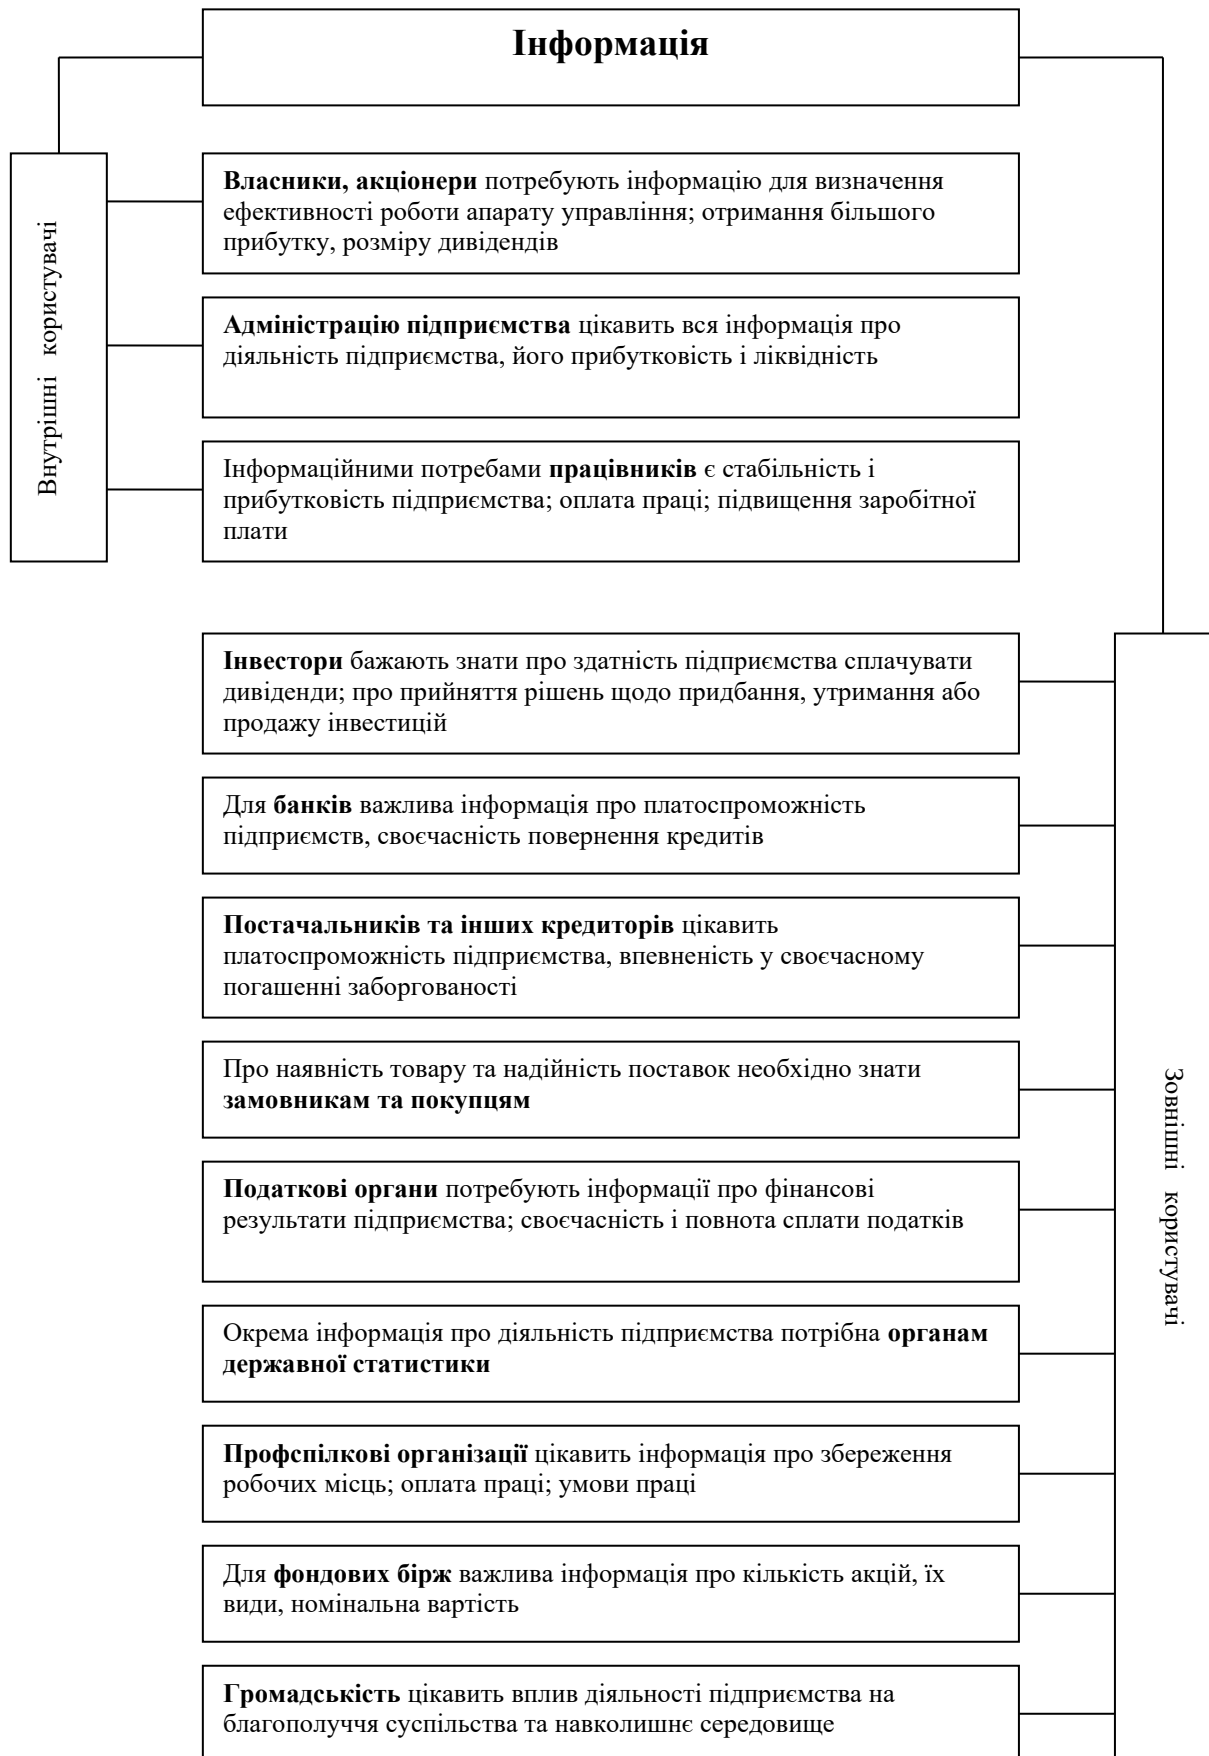 Інформація
Внутрішні користувачі
Власники, акціонери потребують інформацію для визначення
ефективності роботи апарату управління; отримання більшого
прибутку, розміру дивідендів
Адміністрацію підприємства цікавить вся інформація про
діяльність підприємства, його прибутковість і ліквідність
Інформаційними потребами працівників є стабільність і
прибутковість підприємства; оплата праці; підвищення заробітної
плати
Зовнішні користувачі
Інвестори бажають знати про здатність підприємства сплачувати
дивіденди; про прийняття рішень щодо придбання, утримання або
продажу інвестицій
Для банків важлива інформація про платоспроможність
підприємств, своєчасність повернення кредитів
Постачальників та інших кредиторів цікавить
платоспроможність підприємства, впевненість у своєчасному
погашенні заборгованості
Про наявність товару та надійність поставок необхідно знати
замовникам та покупцям
Податкові органи потребують інформації про фінансові
результати підприємства; своєчасність і повнота сплати податків
Окрема інформація про діяльність підприємства потрібна органам
державної статистики
Профспілкові організації цікавить інформація про збереження
робочих місць; оплата праці; умови праці
Для фондових бірж важлива інформація про кількість акцій, їх
види, номінальна вартість
Громадськість цікавить вплив діяльності підприємства на
благополуччя суспільства та навколишнє середовище